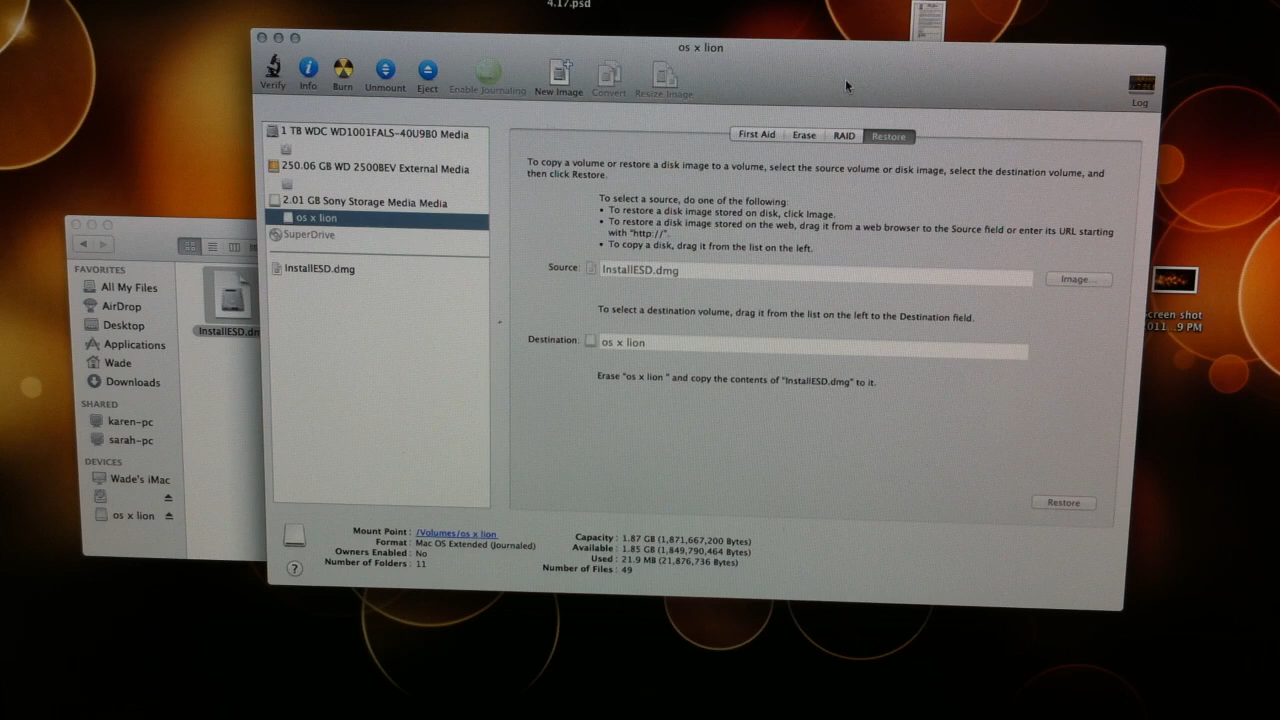 4.17.psd
os x lion
Verify Info Burn Unmount Eject Enable Journaling New Image Convert Resize Image Log
1 TB WDC WD1001FALS-40U9B0 Media
250.06 GB WD 2500BEV External Media
2.01 GB Sony Storage Media Media
os x lion
SuperDrive
InstallESD.dmg
First Aid Erase RAID Restore
To copy a volume or restore a disk image to a volume, select the source volume or disk image, select the destination volume, and
then click Restore.
To select a source, do one of the following:
• To restore a disk image stored on disk, click Image.
• To restore a disk image stored on the web, drag it from a web browser to the Source field or enter its URL starting
with "http://".
• To copy a disk, drag it from the list on the left.
Source: InstallESD.dmg Image...
To select a destination volume, drag it from the list on the left to the Destination field.
Destination: os x lion
Erase "os x lion " and copy the contents of "InstallESD.dmg" to it.
Restore
Mount Point : /Volumes/os x lion
Format : Mac OS Extended (Journaled)
Owners Enabled : No
Number of Folders : 11
Capacity : 1.87 GB (1,871,667,200 Bytes)
Available : 1.85 GB (1,849,790,464 Bytes)
Used : 21.9 MB (21,876,736 Bytes)
Number of Files : 49
?
FAVORITES
All My Files
AirDrop
Desktop
Applications
Wade
Downloads
SHARED
karen-pc
sarah-pc
DEVICES
Wade's iMac
os x lion
InstallESD.dm
creen shot
011 ..9 PM